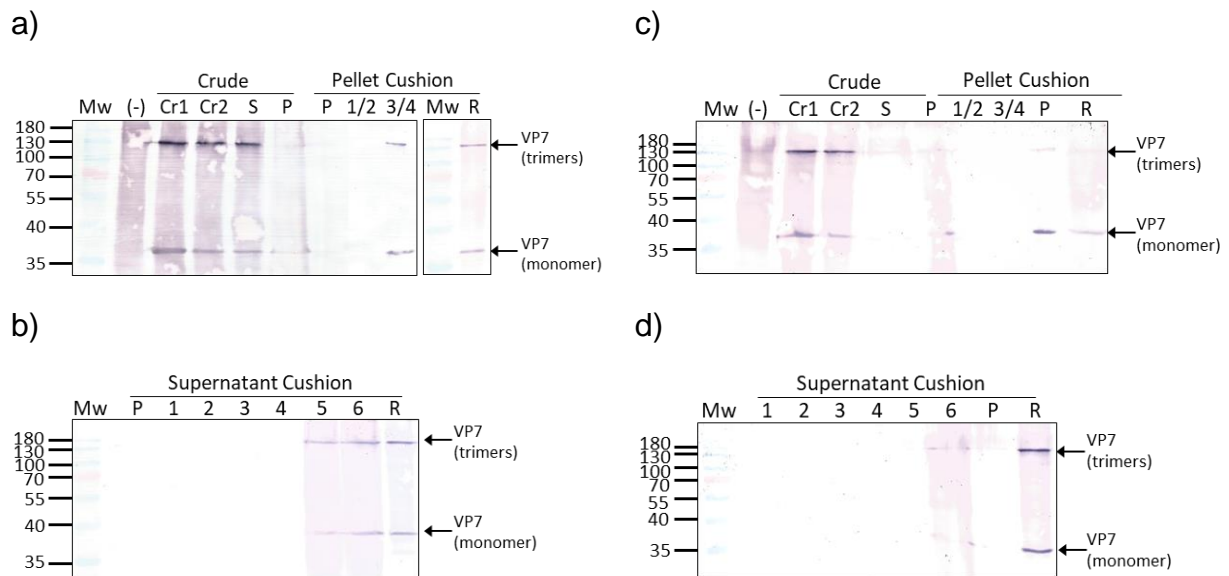 a)
Crude Pellet Cushion
Mw (-) Cr1 Cr2 S P P 1/2 3/4 Mw R
180
130
100
70
55
40
35
VP7
(trimers)
VP7
(monomer)
b)
Supernatant Cushion
Mw P 1 2 3 4 5 6 R
180
130
100
70
55
40
35
VP7
(trimers)
VP7
(monomer)
c)
Crude Pellet Cushion
Mw (-) Cr1 Cr2 S P 1/2 3/4 P R
180
130
100
70
55
40
35
VP7
(trimers)
VP7
(monomer)
d)
Supernatant Cushion
Mw 1 2 3 4 5 6 P R
180
130
100
70
55
40
35
VP7
(trimers)
VP7
(monomer)